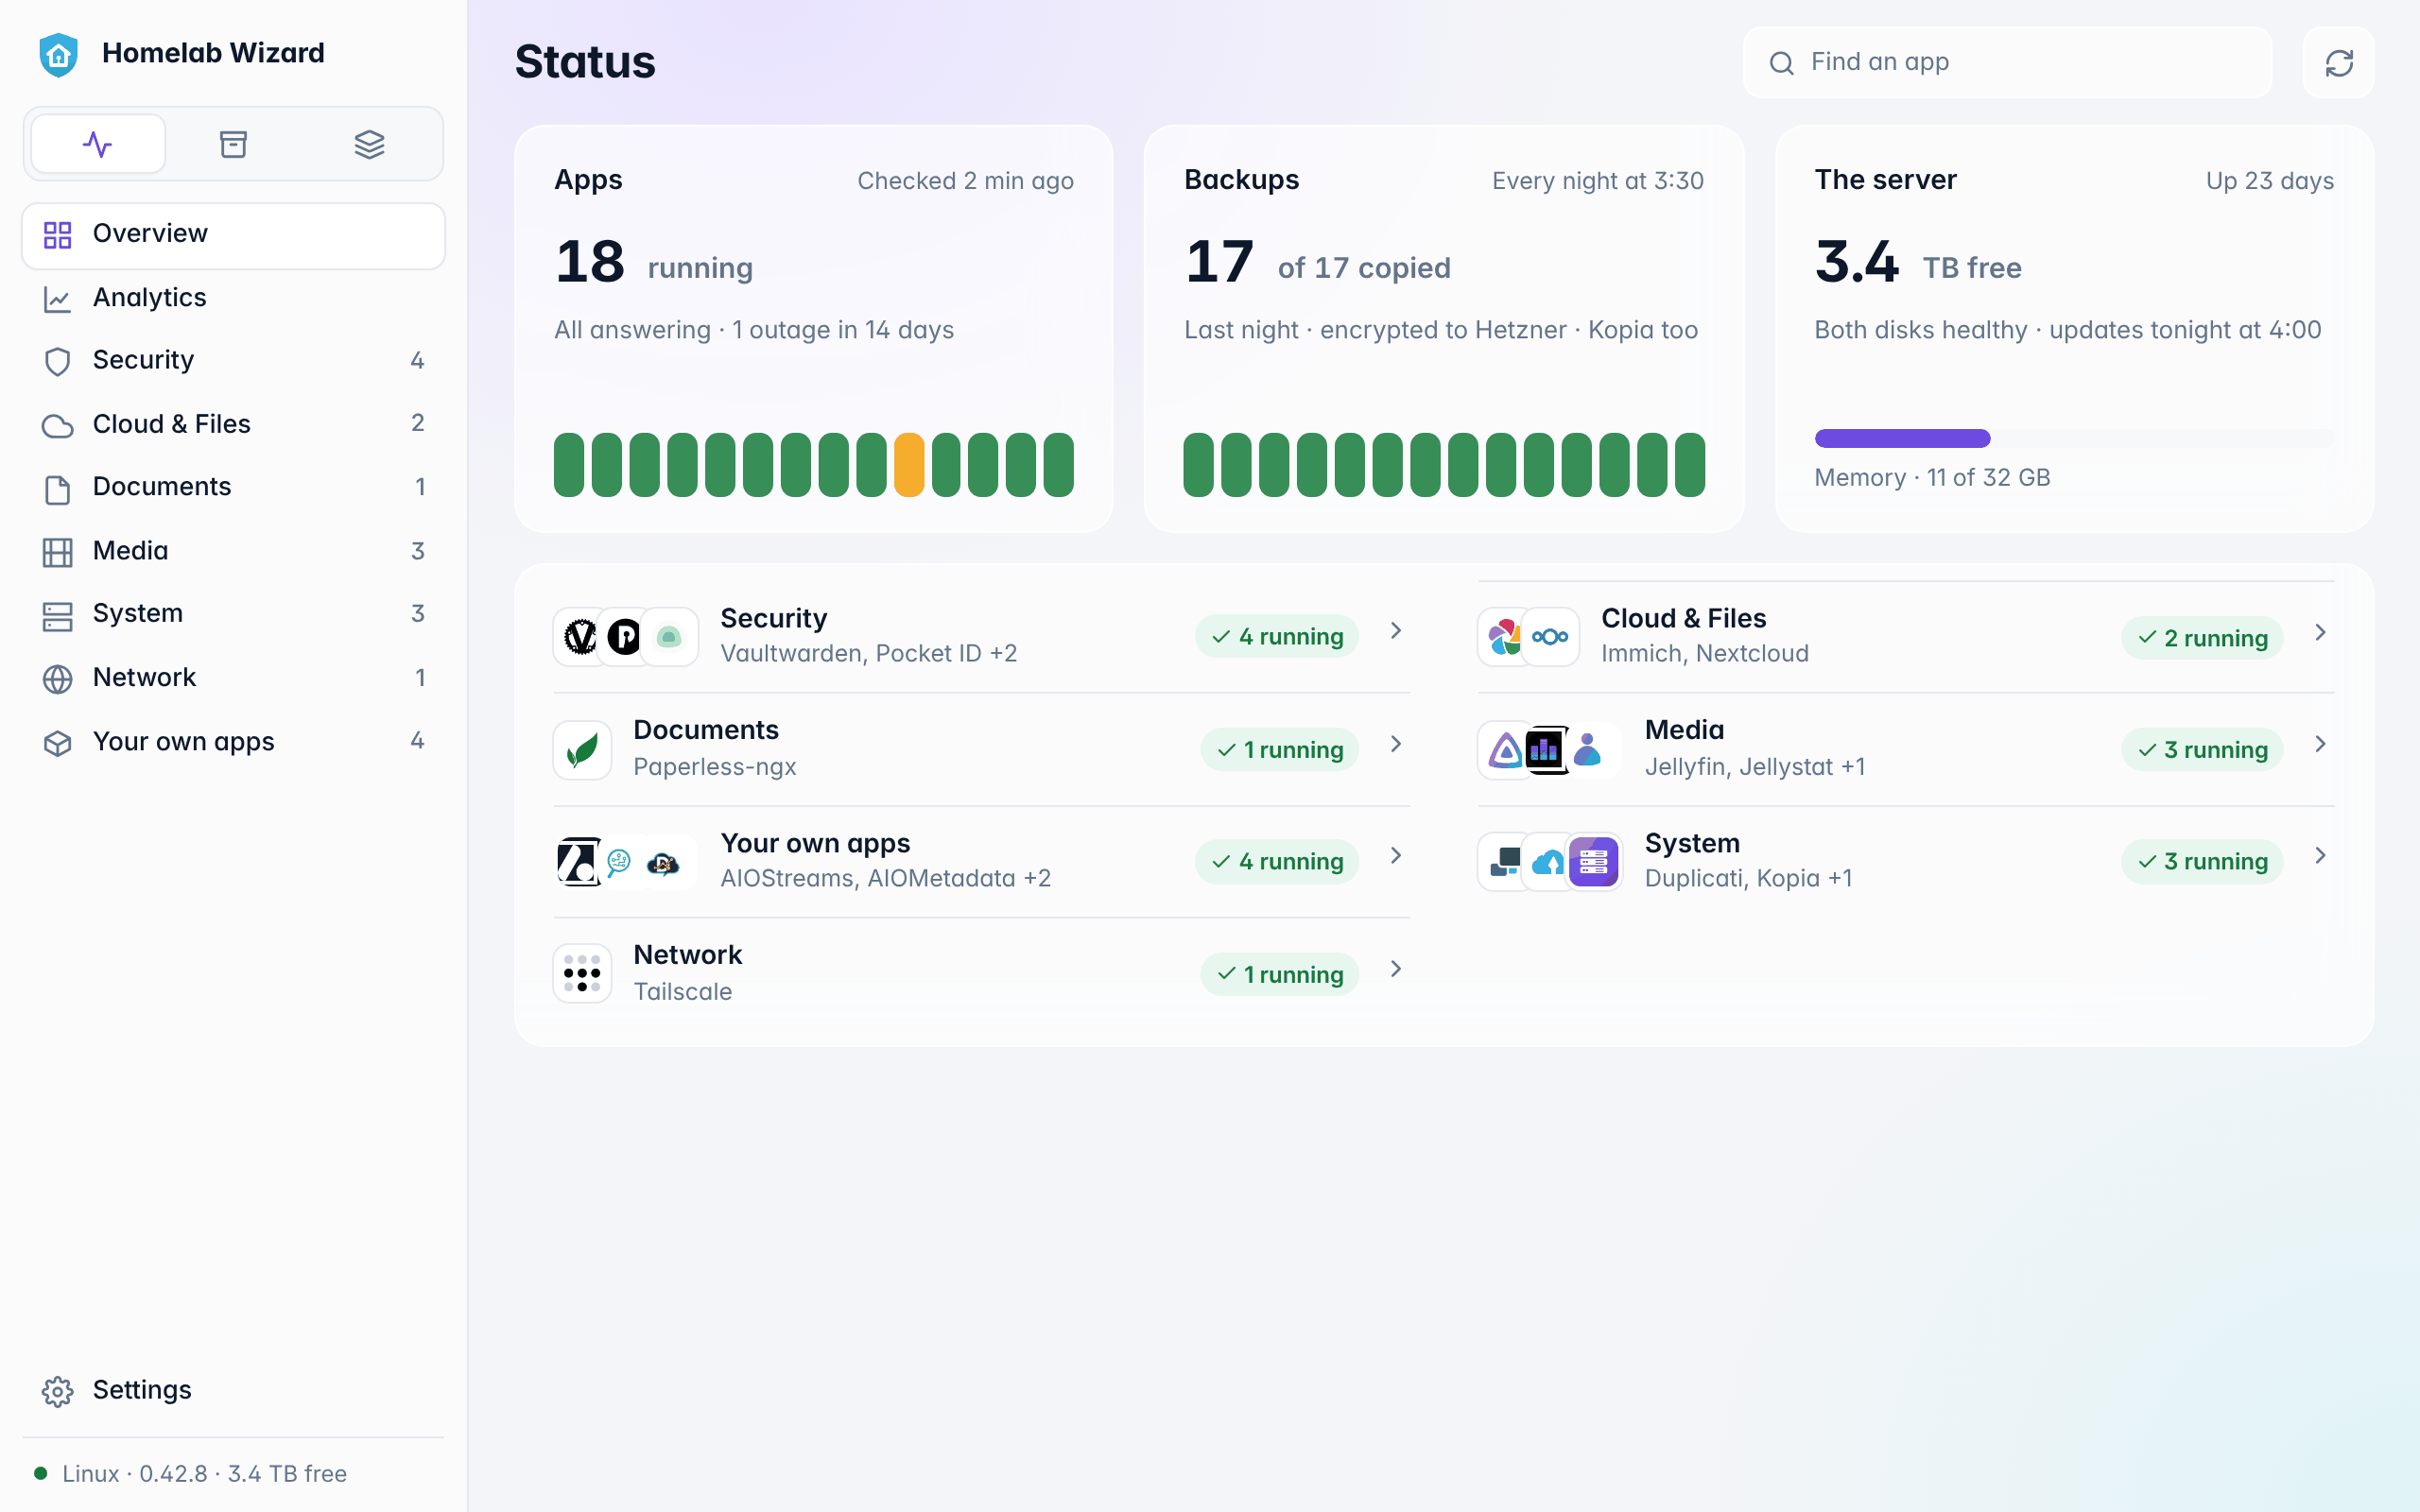 Homelab Wizard
Overview
Analytics
Security 4
Cloud & Files 2
Documents 1
Media 3
System 3
Network 1
Your own apps 4
Settings
Linux · 0.42.8 · 3.4 TB free
Status
Find an app
Apps Checked 2 min ago
18 running
All answering · 1 outage in 14 days
Backups Every night at 3:30
17 of 17 copied
Last night · encrypted to Hetzner · Kopia too
The server Up 23 days
3.4 TB free
Both disks healthy · updates tonight at 4:00
Memory · 11 of 32 GB
Security
Vaultwarden, Pocket ID +2
4 running
Cloud & Files
Immich, Nextcloud
2 running
Documents
Paperless-ngx
1 running
Media
Jellyfin, Jellystat +1
3 running
Your own apps
AIOStreams, AIOMetadata +2
4 running
System
Duplicati, Kopia +1
3 running
Network
Tailscale
1 running